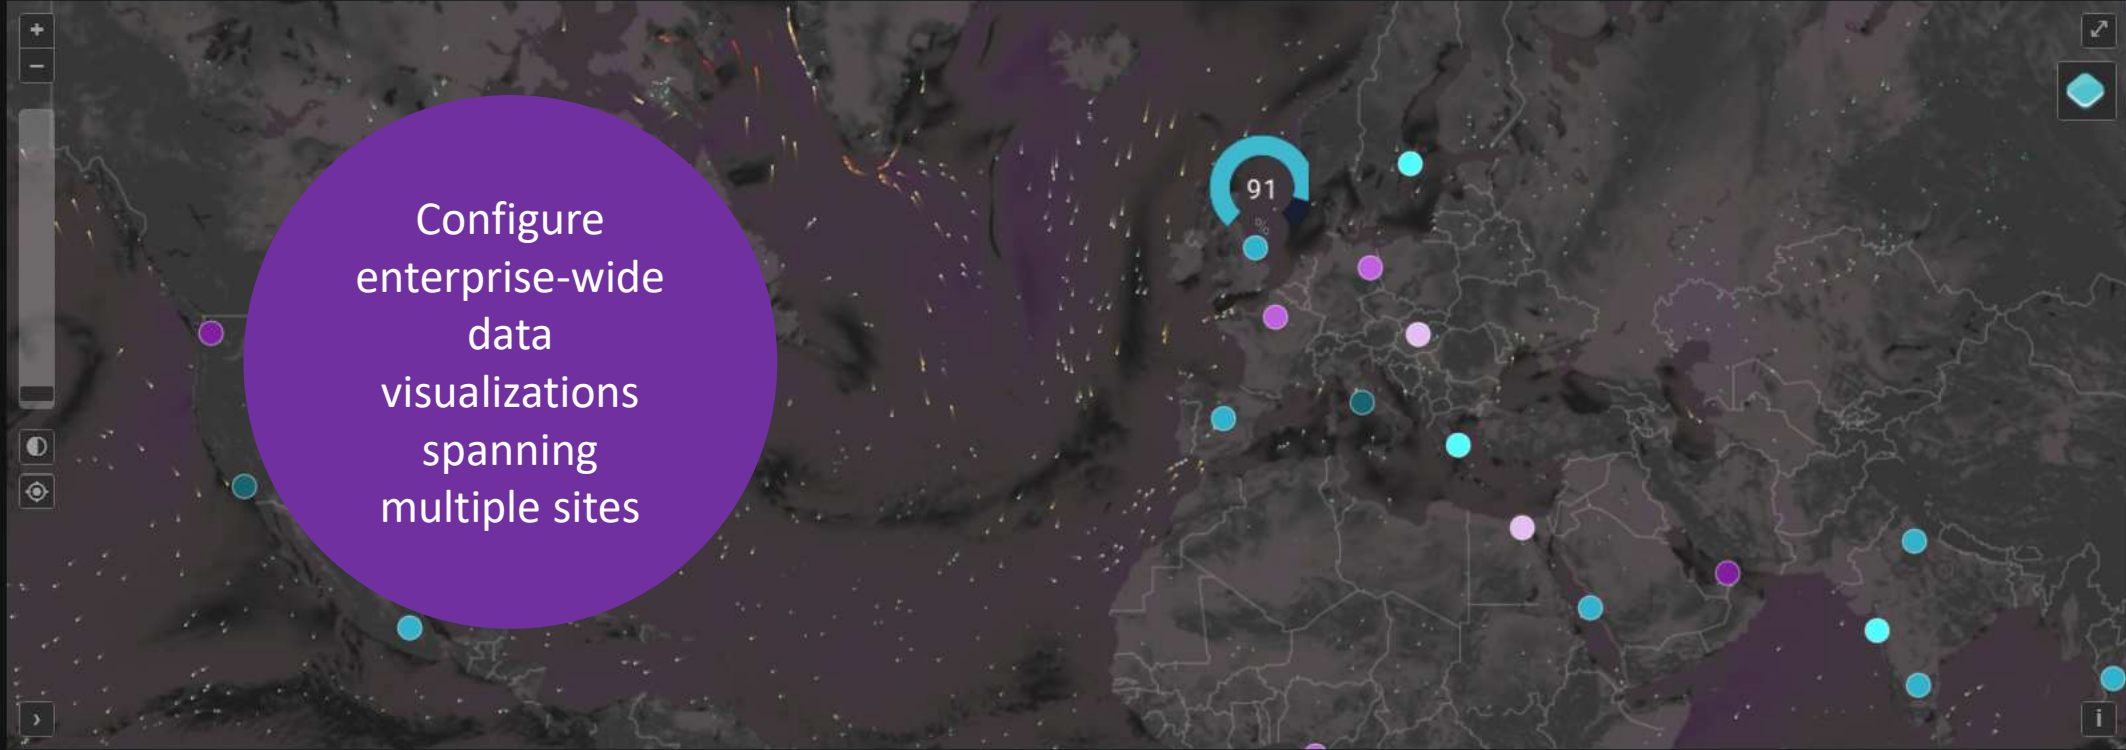 Configure
enterprise-wide
data
visualizations
spanning
multiple sites
91
%
i